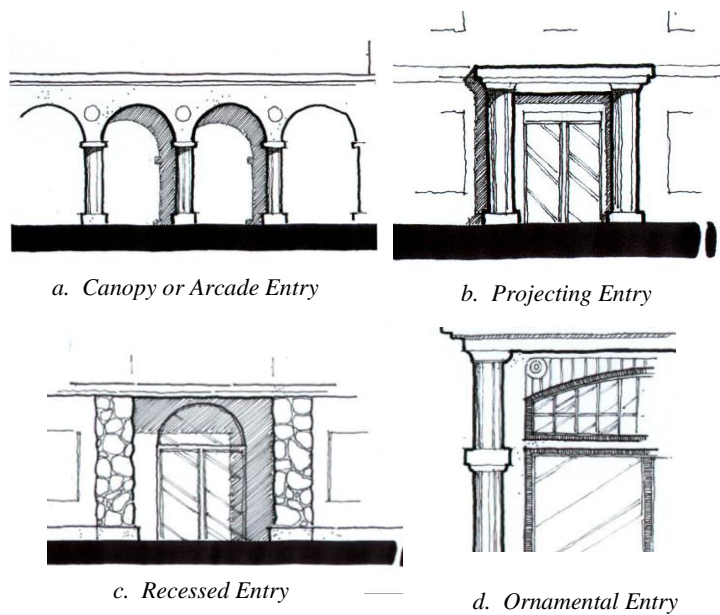 a. Canopy or Arcade Entry
b. Projecting Entry
c. Recessed Entry
d. Ornamental Entry